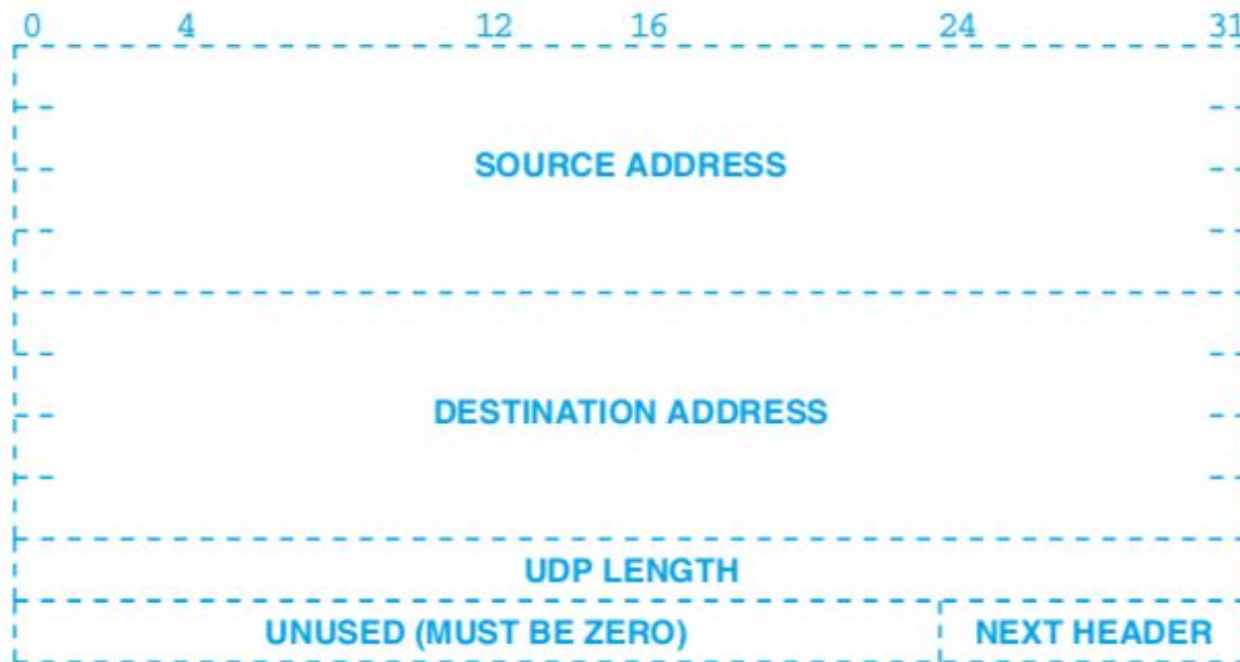 0 4 12 16 24 31
SOURCE ADDRESS
DESTINATION ADDRESS
UDP LENGTH
UNUSED (MUST BE ZERO) NEXT HEADER